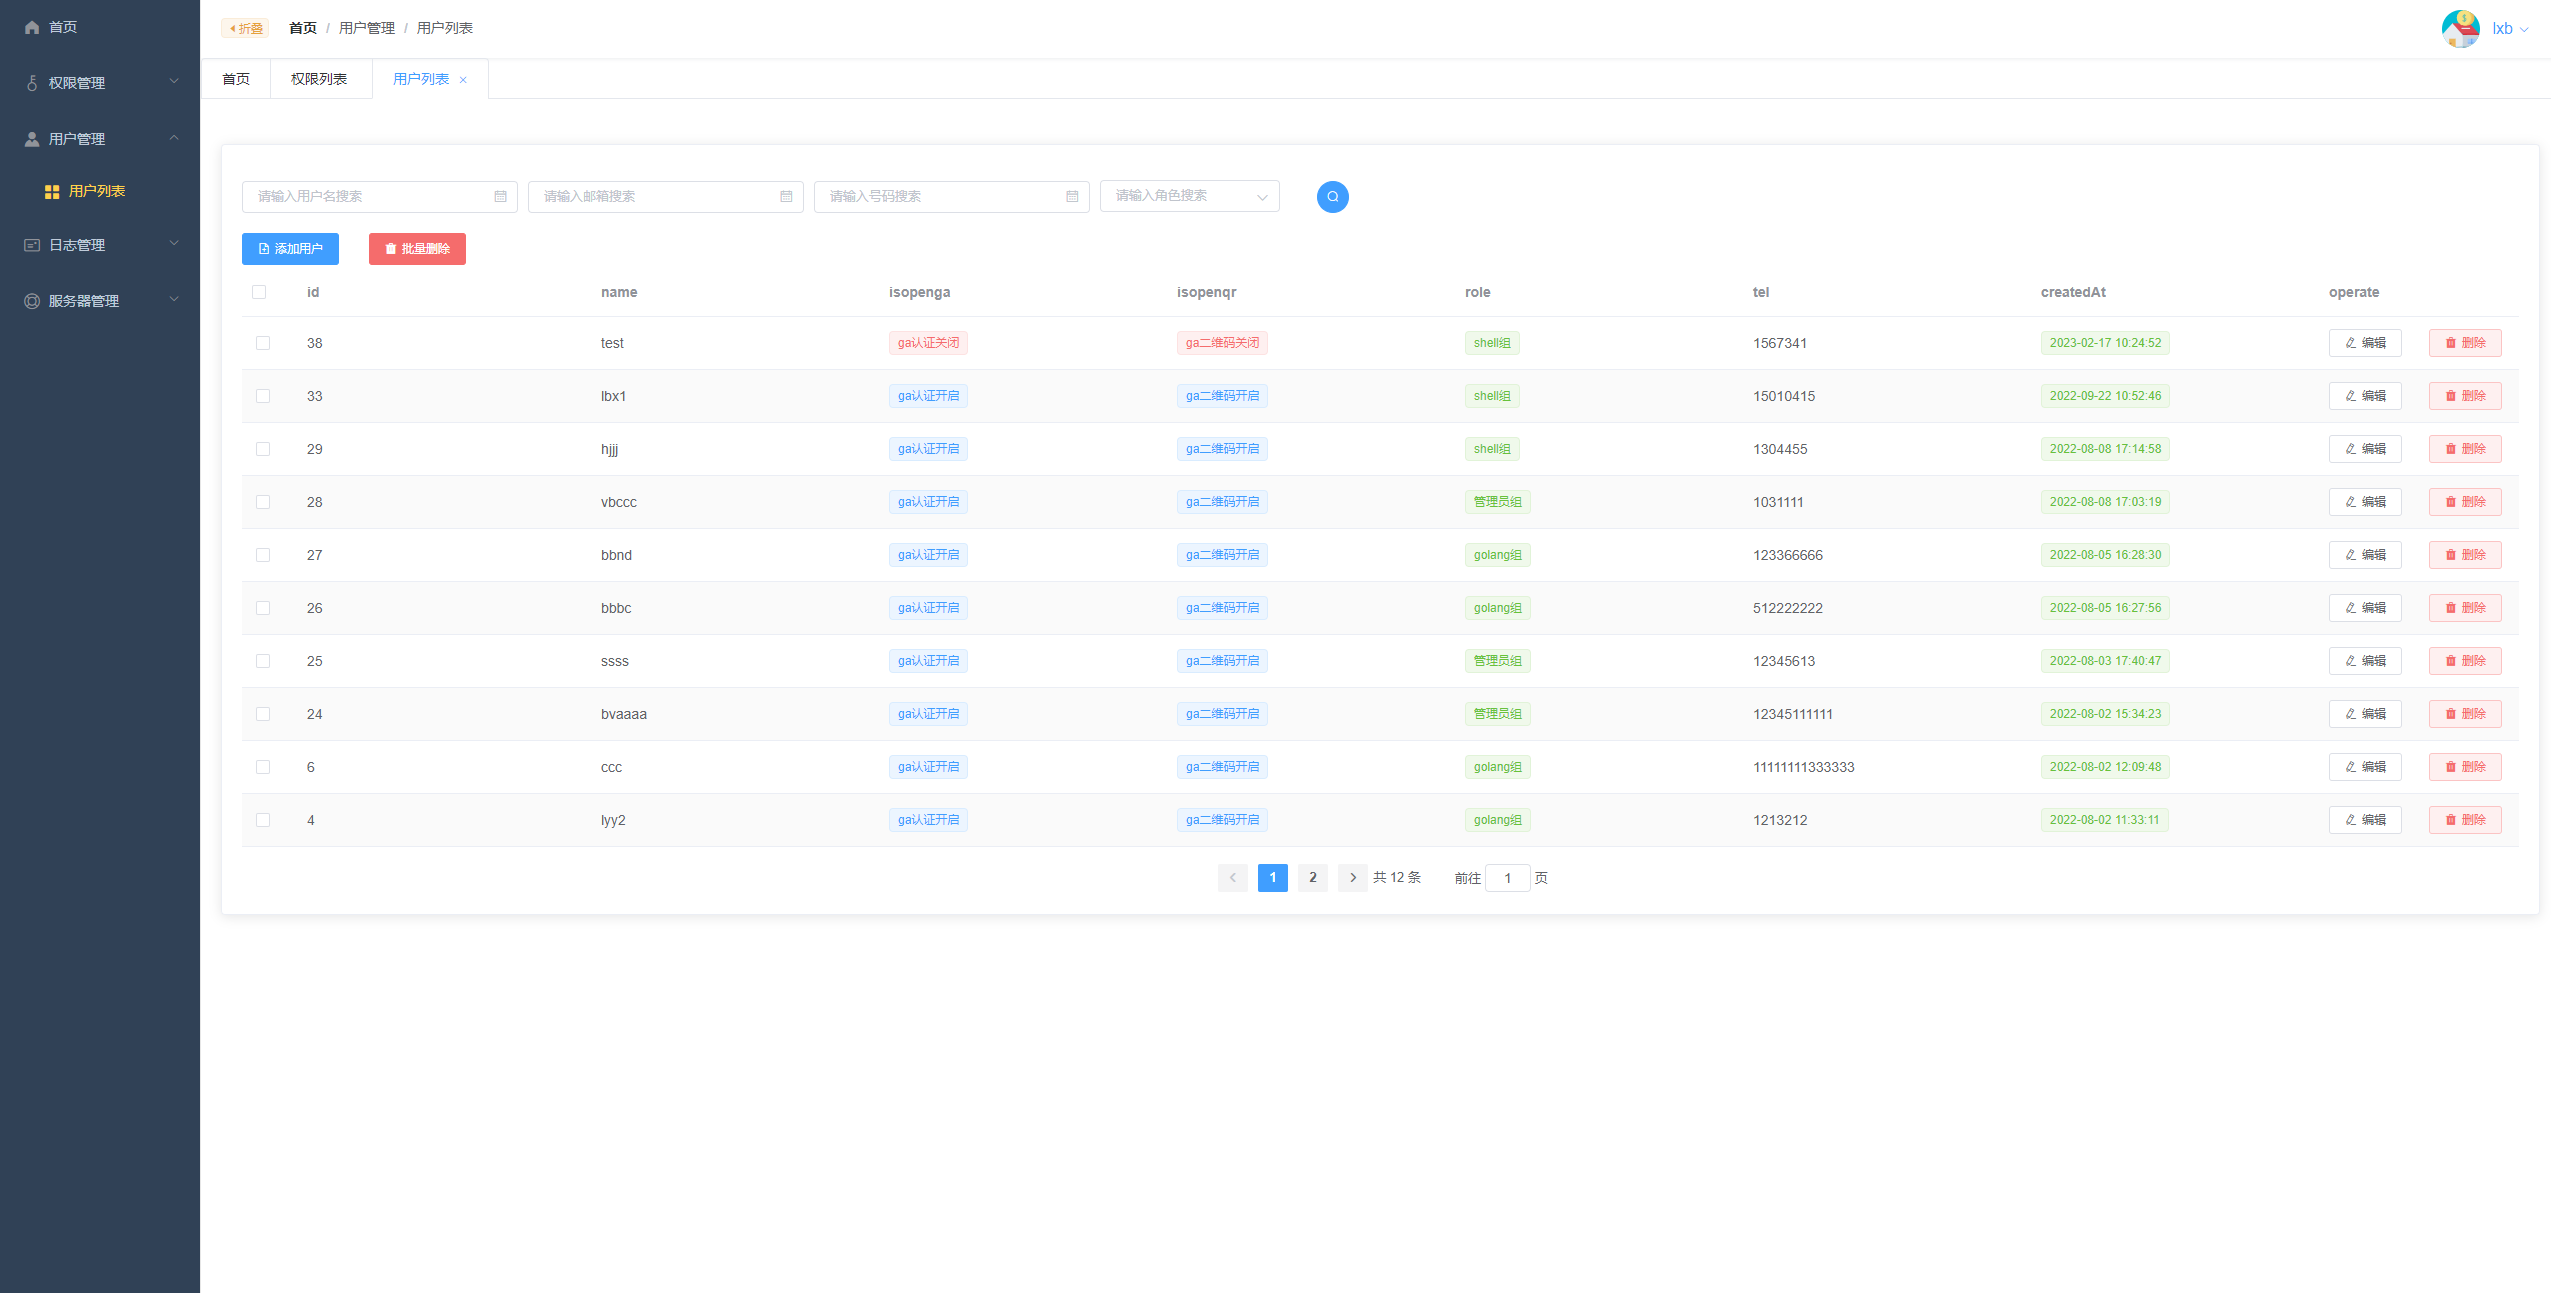 首页
权限管理
用户管理
用户列表
日志管理
服务器管理
折叠 首页 / 用户管理 / 用户列表
lxb
首页 权限列表 用户列表 ×
请输入用户名搜索 请输入邮箱搜索 请输入号码搜索 请输入角色搜索
添加用户 批量删除
id name isopenga isopenqr role tel createdAt operate
38 test ga认证关闭 ga二维码关闭 shell组 1567341 2023-02-17 10:24:52 编辑 删除
33 lbx1 ga认证开启 ga二维码开启 shell组 15010415 2022-09-22 10:52:46 编辑 删除
29 hjjj ga认证开启 ga二维码开启 shell组 1304455 2022-08-08 17:14:58 编辑 删除
28 vbccc ga认证开启 ga二维码开启 管理员组 1031111 2022-08-08 17:03:19 编辑 删除
27 bbnd ga认证开启 ga二维码开启 golang组 123366666 2022-08-05 16:28:30 编辑 删除
26 bbbc ga认证开启 ga二维码开启 golang组 512222222 2022-08-05 16:27:56 编辑 删除
25 ssss ga认证开启 ga二维码开启 管理员组 12345613 2022-08-03 17:40:47 编辑 删除
24 bvaaaa ga认证开启 ga二维码开启 管理员组 12345111111 2022-08-02 15:34:23 编辑 删除
6 ccc ga认证开启 ga二维码开启 golang组 11111111333333 2022-08-02 12:09:48 编辑 删除
4 lyy2 ga认证开启 ga二维码开启 golang组 1213212 2022-08-02 11:33:11 编辑 删除
1 2 共 12 条 前往 1 页